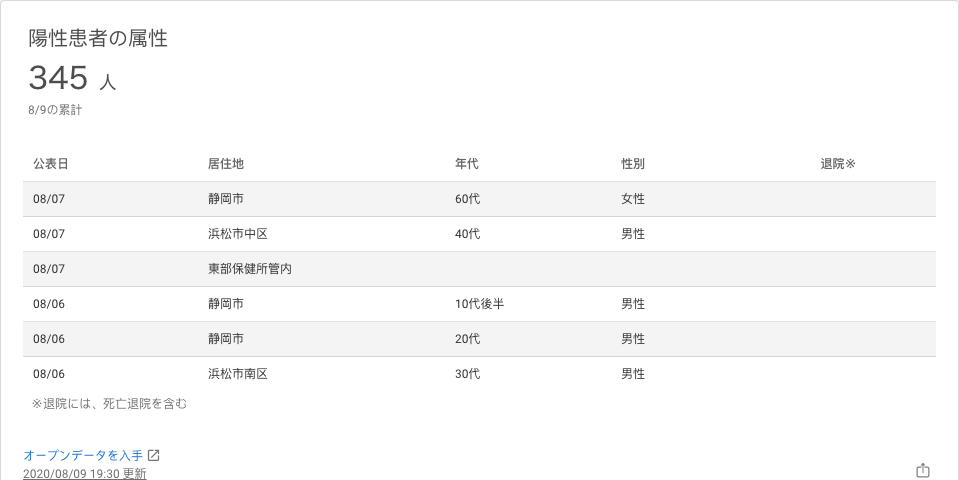 陽性患者の属性
345 人
8/9の累計
公表日 居住地 年代 性別 退院※
08/07 静岡市 60代 女性
08/07 浜松市中区 40代 男性
08/07 東部保健所管内
08/06 静岡市 10代後半 男性
08/06 静岡市 20代 男性
08/06 浜松市南区 30代 男性
※退院には、死亡退院を含む
オープンデータを入手
2020/08/09 19:30 更新